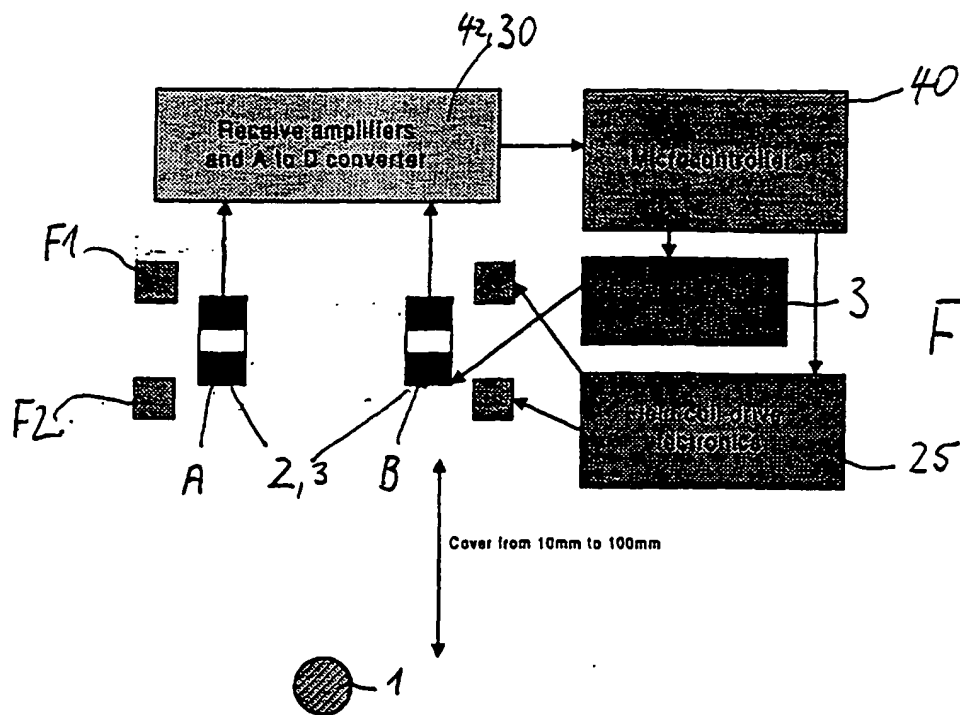 42,30
40
Receive amplifiers
and A to D converter
Microcontroller
F1
3
F
F2
A
2,3
B
25
Cover from 10mm to 100mm
1